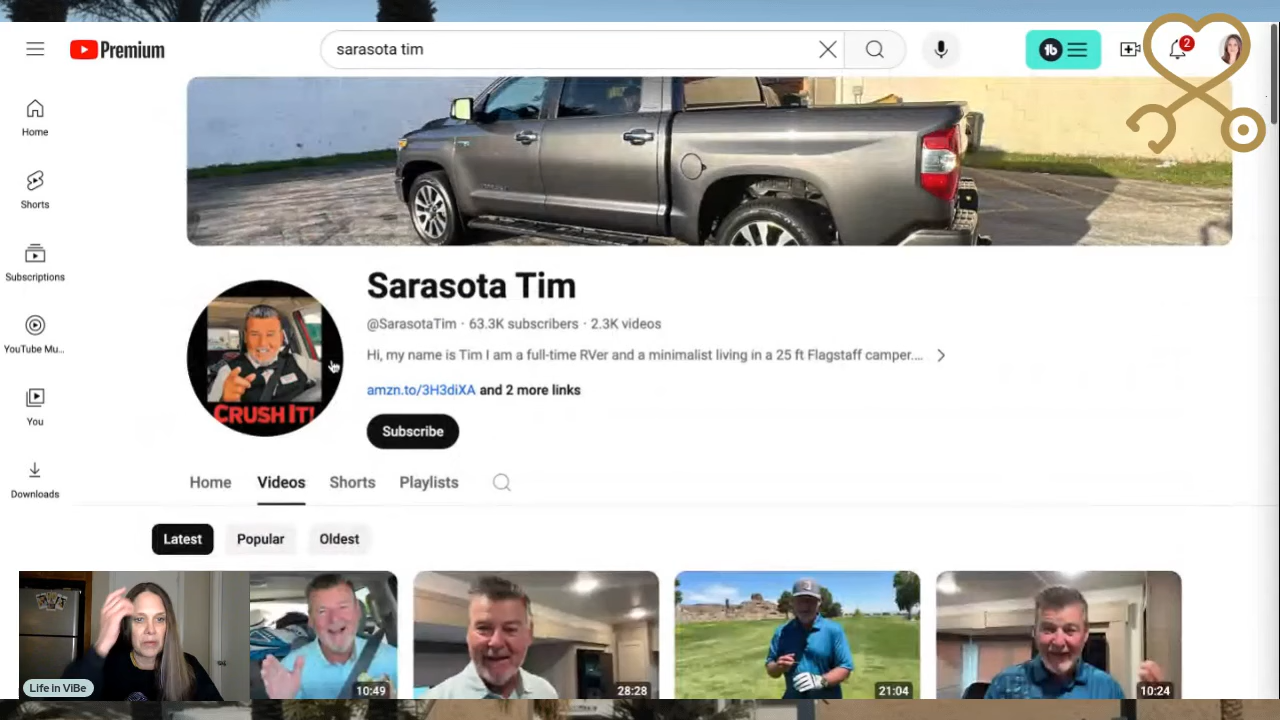 Premium
sarasota tim
2
Home
Shorts
Subscriptions
YouTube Mu...
You
Downloads
Sarasota Tim
@SarasotaTim · 63.3K subscribers · 2.3K videos
Hi, my name is Tim I am a full-time RVer and a minimalist living in a 25 ft Flagstaff camper....
amzn.to/3H3diXA and 2 more links
Subscribe
CRUSH IT!
Home Videos Shorts Playlists
Latest Popular Oldest
Life in ViBe
10:49
28:28
21:04
10:24